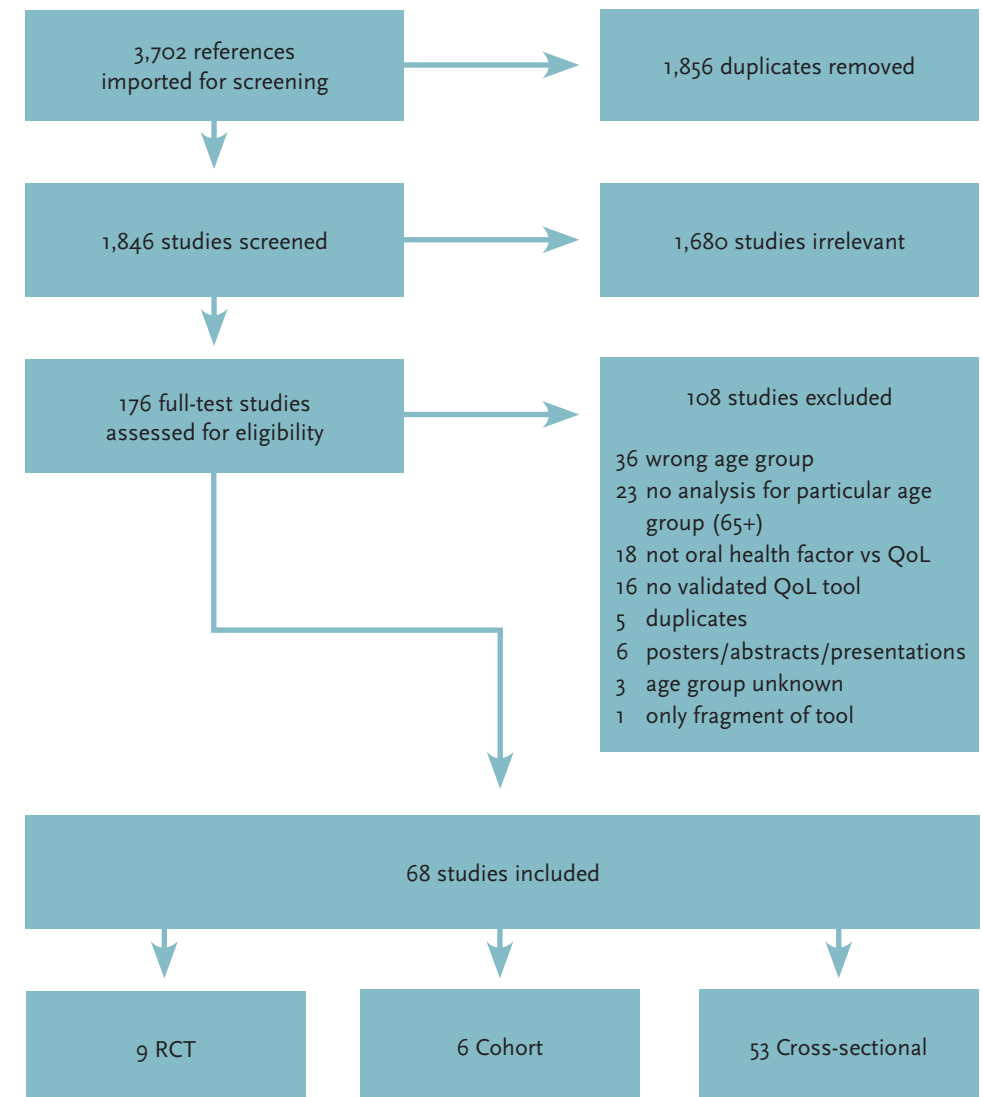 3,702 references
imported for screening
1,856 duplicates removed
1,846 studies screened
1,680 studies irrelevant
176 full-test studies
assessed for eligibility
108 studies excluded
36 wrong age group
23 no analysis for particular age
group (65+)
18 not oral health factor vs QoL
16 no validated QoL tool
5 duplicates
6 posters/abstracts/presentations
3 age group unknown
1 only fragment of tool
68 studies included
9 RCT
6 Cohort
53 Cross-sectional